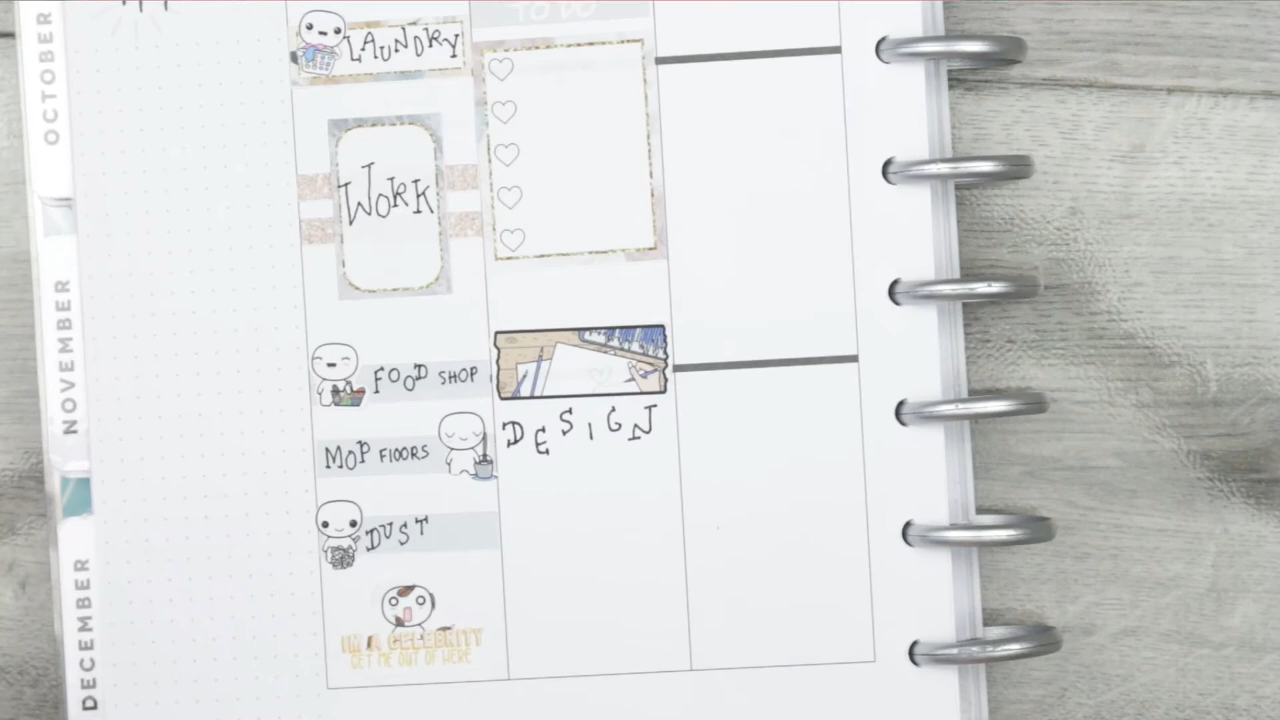 OCTOBER
NOVEMBER
DECEMBER
LAUNDRY
WORK
FOOD SHOP
MOP FlOORS
DUST
IM A CELEBRITY
GET ME OUT OF HERE
TO DO
DESIGN